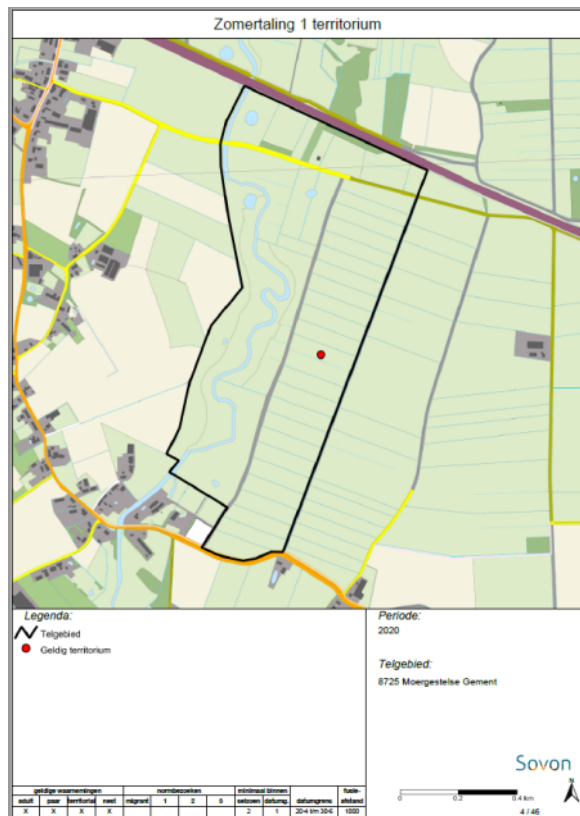 Zomertaling 1 territorium
Legenda:
Telgebied
Geldig territorium
Periode:
2020
Telgebied:
8725 Moergestelse Gement
Sovon
0 0.2 0.4 km
N
4 / 46
geldige waarnemingen normbezoeken minimaal binnen fusie-
adult paar territoriaal nest migrant 1 2 3 seizoen datumg. datumgrens afstand
X X X X 2 1 20-4 t/m 30-6 1000